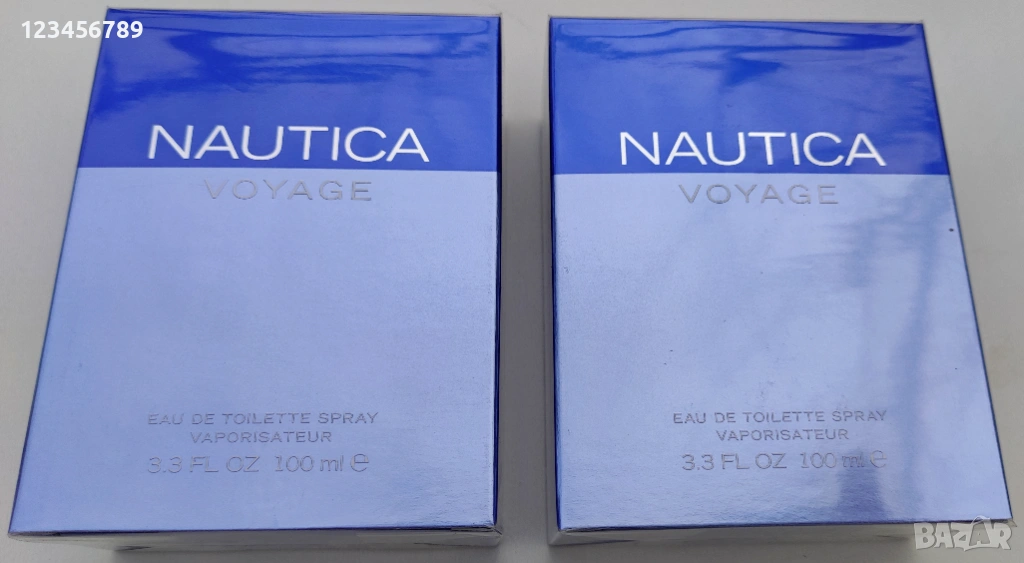 123456789
NAUTICA
VOYAGE
EAU DE TOILETTE SPRAY
VAPORISATEUR
3.3 FL OZ 100 ml ℮
NAUTICA
VOYAGE
EAU DE TOILETTE SPRAY
VAPORISATEUR
3.3 FL OZ 100 ml ℮
BAZAR